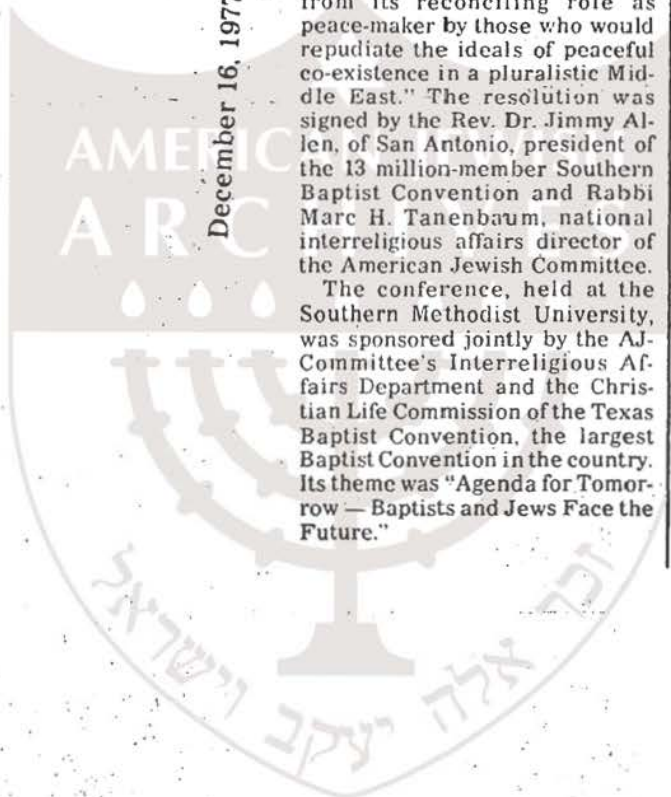 December 16, 1977
from its reconciling role as
peace-maker by those who would
repudiate the ideals of peaceful
co-existence in a pluralistic Mid-
dle East." The resolution was
signed by the Rev. Dr. Jimmy Al-
len, of San Antonio, president of
the 13 million-member Southern
Baptist Convention and Rabbi
Marc H. Tanenbaum, national
interreligious affairs director of
the American Jewish Committee.
The conference, held at the
Southern Methodist University,
was sponsored jointly by the AJ-
Committee's Interreligious Af-
fairs Department and the Chris-
tian Life Commission of the Texas
Baptist Convention, the largest
Baptist Convention in the country.
Its theme was "Agenda for Tomor-
row — Baptists and Jews Face the
Future."
AMERICAN JEWISH
ARCHIVES
זכר אלה יעקב וישראל